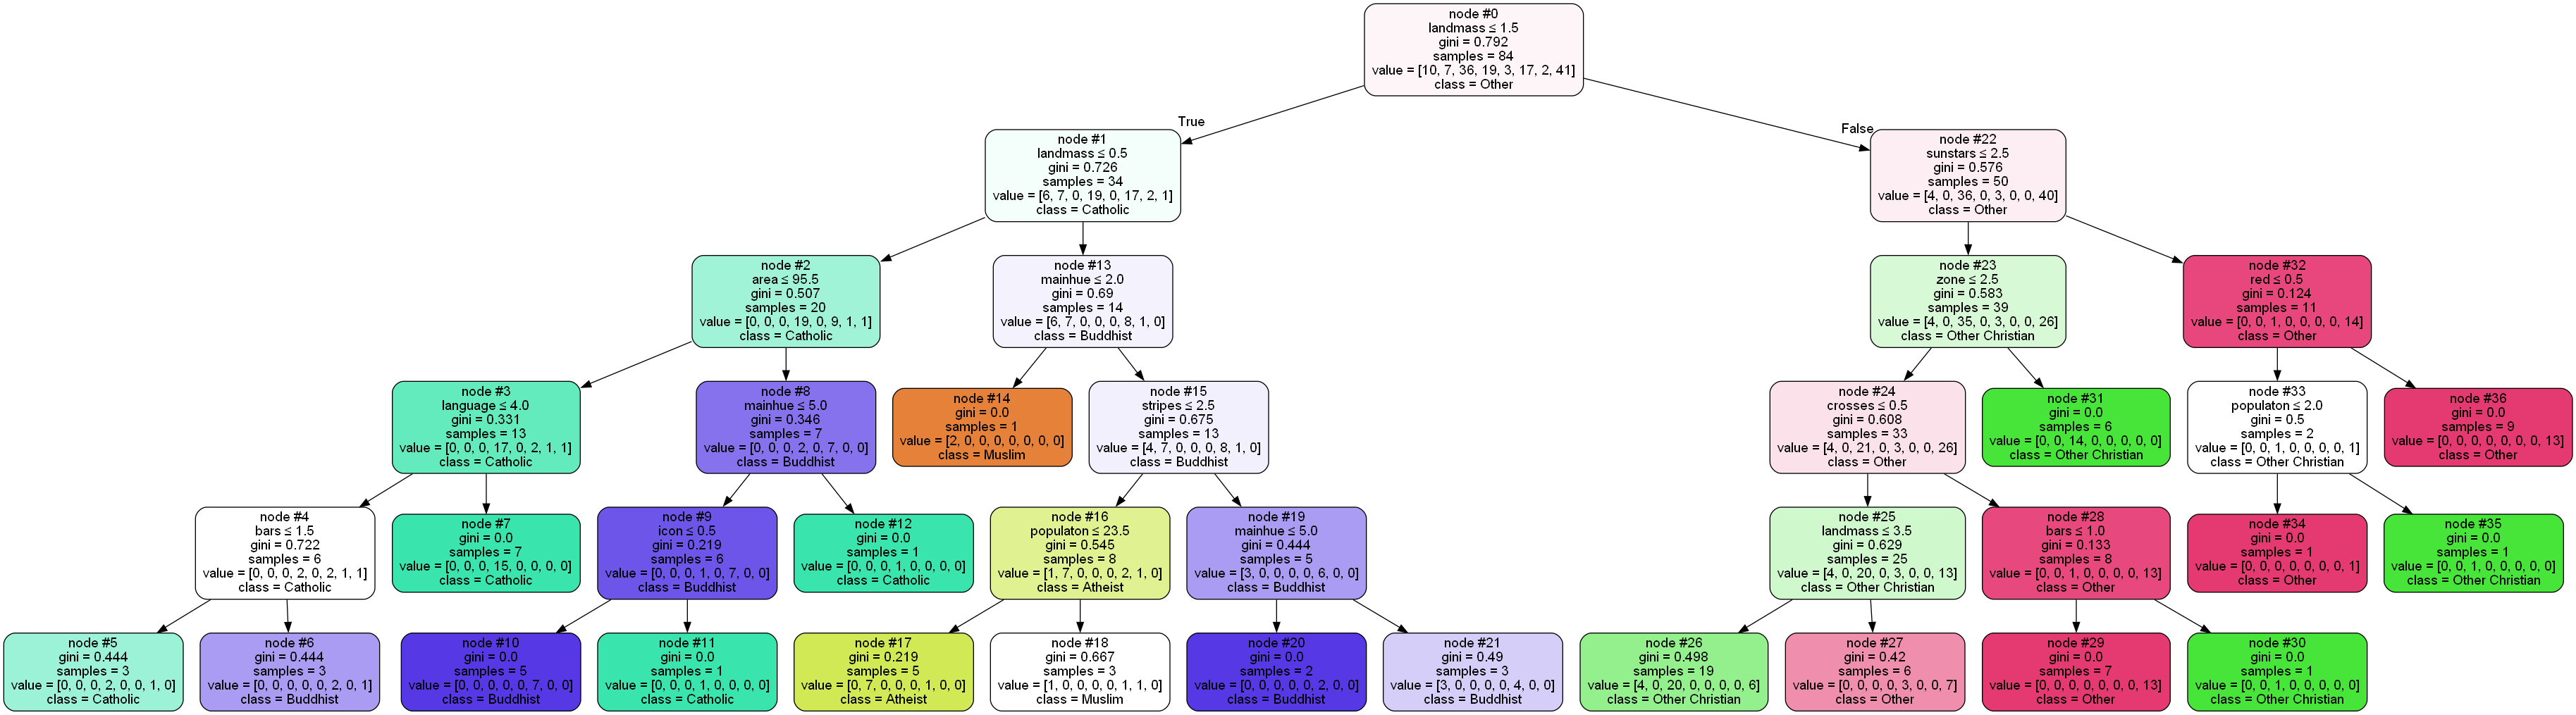 node #0
landmass ≤ 1.5
gini = 0.792
samples = 84
value = [10, 7, 36, 19, 3, 17, 2, 41]
class = Other
True
False
node #1
landmass ≤ 0.5
gini = 0.726
samples = 34
value = [6, 7, 0, 19, 0, 17, 2, 1]
class = Catholic
node #22
sunstars ≤ 2.5
gini = 0.576
samples = 50
value = [4, 0, 36, 0, 3, 0, 0, 40]
class = Other
node #2
area ≤ 95.5
gini = 0.507
samples = 20
value = [0, 0, 0, 19, 0, 9, 1, 1]
class = Catholic
node #13
mainhue ≤ 2.0
gini = 0.69
samples = 14
value = [6, 7, 0, 0, 0, 8, 1, 0]
class = Buddhist
node #23
zone ≤ 2.5
gini = 0.583
samples = 39
value = [4, 0, 35, 0, 3, 0, 0, 26]
class = Other Christian
node #32
red ≤ 0.5
gini = 0.124
samples = 11
value = [0, 0, 1, 0, 0, 0, 0, 14]
class = Other
node #3
language ≤ 4.0
gini = 0.331
samples = 13
value = [0, 0, 0, 17, 0, 2, 1, 1]
class = Catholic
node #8
mainhue ≤ 5.0
gini = 0.346
samples = 7
value = [0, 0, 0, 2, 0, 7, 0, 0]
class = Buddhist
node #14
gini = 0.0
samples = 1
value = [2, 0, 0, 0, 0, 0, 0, 0]
class = Muslim
node #15
stripes ≤ 2.5
gini = 0.675
samples = 13
value = [4, 7, 0, 0, 0, 8, 1, 0]
class = Buddhist
node #24
crosses ≤ 0.5
gini = 0.608
samples = 33
value = [4, 0, 21, 0, 3, 0, 0, 26]
class = Other
node #31
gini = 0.0
samples = 6
value = [0, 0, 14, 0, 0, 0, 0, 0]
class = Other Christian
node #33
populaton ≤ 2.0
gini = 0.5
samples = 2
value = [0, 0, 1, 0, 0, 0, 0, 1]
class = Other Christian
node #36
gini = 0.0
samples = 9
value = [0, 0, 0, 0, 0, 0, 0, 13]
class = Other
node #4
bars ≤ 1.5
gini = 0.722
samples = 6
value = [0, 0, 0, 2, 0, 2, 1, 1]
class = Catholic
node #7
gini = 0.0
samples = 7
value = [0, 0, 0, 15, 0, 0, 0, 0]
class = Catholic
node #9
icon ≤ 0.5
gini = 0.219
samples = 6
value = [0, 0, 0, 1, 0, 7, 0, 0]
class = Buddhist
node #12
gini = 0.0
samples = 1
value = [0, 0, 0, 1, 0, 0, 0, 0]
class = Catholic
node #16
populaton ≤ 23.5
gini = 0.545
samples = 8
value = [1, 7, 0, 0, 0, 2, 1, 0]
class = Atheist
node #19
mainhue ≤ 5.0
gini = 0.444
samples = 5
value = [3, 0, 0, 0, 0, 6, 0, 0]
class = Buddhist
node #25
landmass ≤ 3.5
gini = 0.629
samples = 25
value = [4, 0, 20, 0, 3, 0, 0, 13]
class = Other Christian
node #28
bars ≤ 1.0
gini = 0.133
samples = 8
value = [0, 0, 1, 0, 0, 0, 0, 13]
class = Other
node #34
gini = 0.0
samples = 1
value = [0, 0, 0, 0, 0, 0, 0, 1]
class = Other
node #35
gini = 0.0
samples = 1
value = [0, 0, 1, 0, 0, 0, 0, 0]
class = Other Christian
node #5
gini = 0.444
samples = 3
value = [0, 0, 0, 2, 0, 0, 1, 0]
class = Catholic
node #6
gini = 0.444
samples = 3
value = [0, 0, 0, 0, 0, 2, 0, 1]
class = Buddhist
node #10
gini = 0.0
samples = 5
value = [0, 0, 0, 0, 0, 7, 0, 0]
class = Buddhist
node #11
gini = 0.0
samples = 1
value = [0, 0, 0, 1, 0, 0, 0, 0]
class = Catholic
node #17
gini = 0.219
samples = 5
value = [0, 7, 0, 0, 0, 1, 0, 0]
class = Atheist
node #18
gini = 0.667
samples = 3
value = [1, 0, 0, 0, 0, 1, 1, 0]
class = Muslim
node #20
gini = 0.0
samples = 2
value = [0, 0, 0, 0, 0, 2, 0, 0]
class = Buddhist
node #21
gini = 0.49
samples = 3
value = [3, 0, 0, 0, 0, 4, 0, 0]
class = Buddhist
node #26
gini = 0.498
samples = 19
value = [4, 0, 20, 0, 0, 0, 0, 6]
class = Other Christian
node #27
gini = 0.42
samples = 6
value = [0, 0, 0, 0, 3, 0, 0, 7]
class = Other
node #29
gini = 0.0
samples = 7
value = [0, 0, 0, 0, 0, 0, 0, 13]
class = Other
node #30
gini = 0.0
samples = 1
value = [0, 0, 1, 0, 0, 0, 0, 0]
class = Other Christian